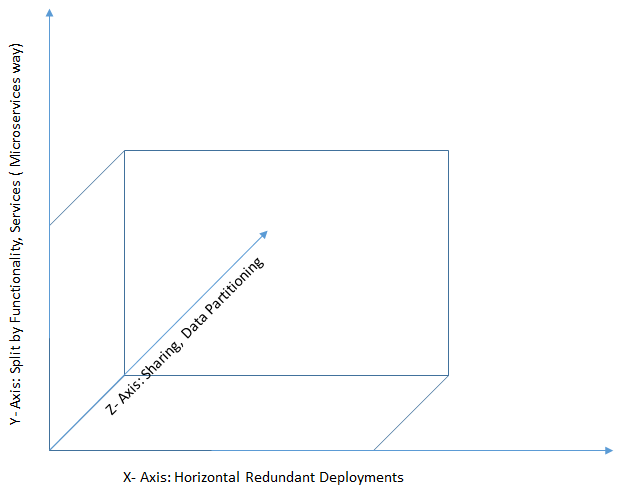 Y- Axis: Split by Functionality, Services ( Microservices way)
Z- Axis: Sharing, Data Partitioning
X- Axis: Horizontal Redundant Deployments